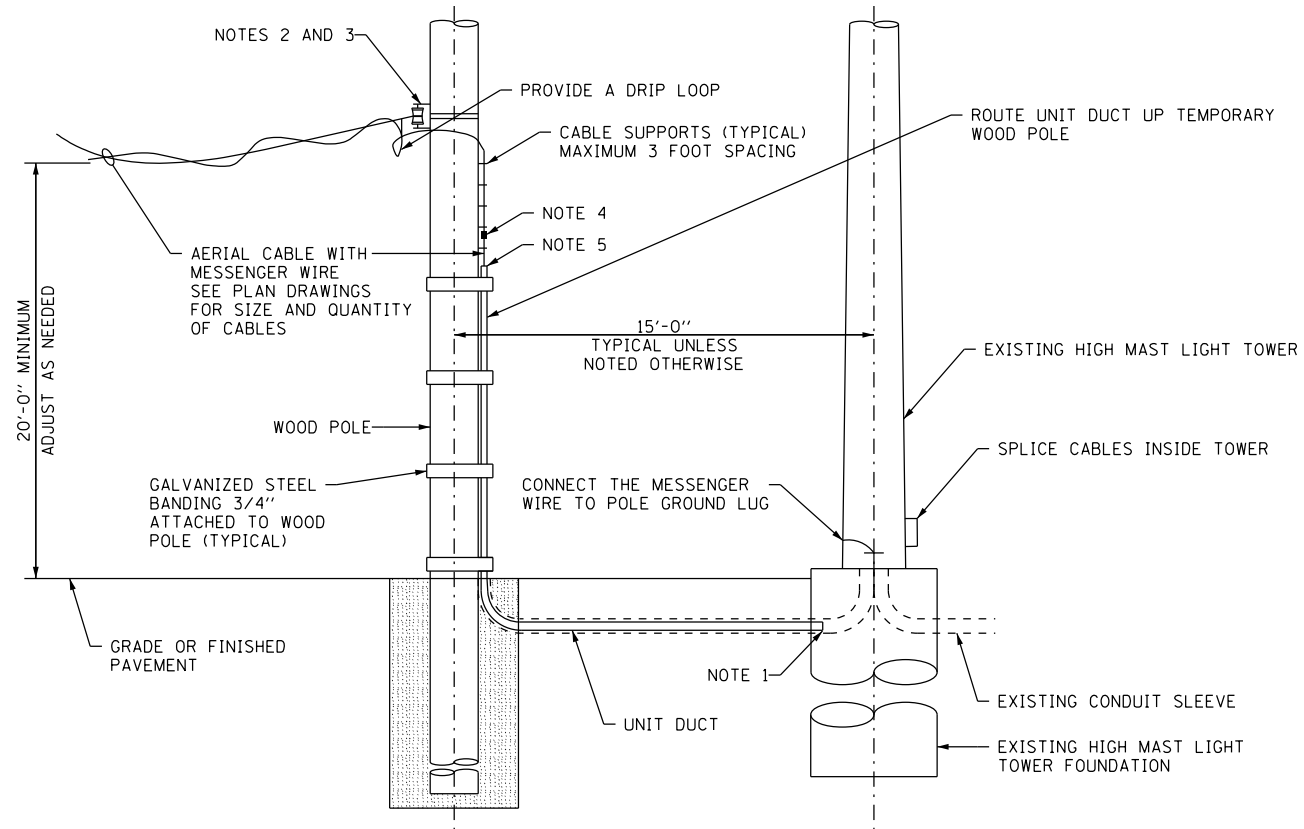 NOTES 2 AND 3
PROVIDE A DRIP LOOP
CABLE SUPPORTS (TYPICAL)
MAXIMUM 3 FOOT SPACING
ROUTE UNIT DUCT UP TEMPORARY
WOOD POLE
NOTE 4
NOTE 5
AERIAL CABLE WITH
MESSENGER WIRE
SEE PLAN DRAWINGS
FOR SIZE AND QUANTITY
OF CABLES
20'-0" MINIMUM
ADJUST AS NEEDED
15'-0"
TYPICAL UNLESS
NOTED OTHERWISE
EXISTING HIGH MAST LIGHT TOWER
WOOD POLE
SPLICE CABLES INSIDE TOWER
GALVANIZED STEEL
BANDING 3/4"
ATTACHED TO WOOD
POLE (TYPICAL)
CONNECT THE MESSENGER
WIRE TO POLE GROUND LUG
GRADE OR FINISHED
PAVEMENT
NOTE 1
UNIT DUCT
EXISTING CONDUIT SLEEVE
EXISTING HIGH MAST LIGHT
TOWER FOUNDATION